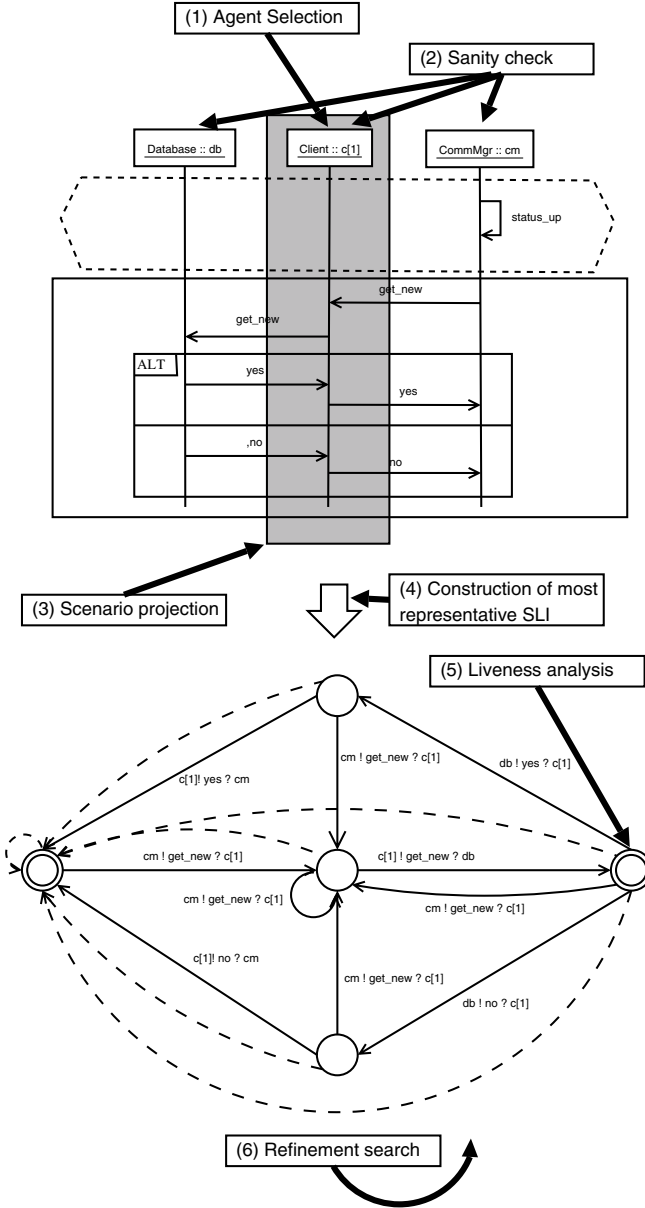 (1) Agent Selection
(2) Sanity check
Database :: db
Client :: c[1]
CommMgr :: cm
status_up
get_new
get_new
ALT
yes
yes
,no
no
(3) Scenario projection
(4) Construction of most
representative SLI
(5) Liveness analysis
cm ! get_new ? c[1]
db ! yes ? c[1]
c[1]! yes ? cm
cm ! get_new ? c[1]
c[1] ! get_new ? db
cm ! get_new ? c[1]
cm ! get_new ? c[1]
c[1]! no ? cm
cm ! get_new ? c[1]
db ! no ? c[1]
(6) Refinement search